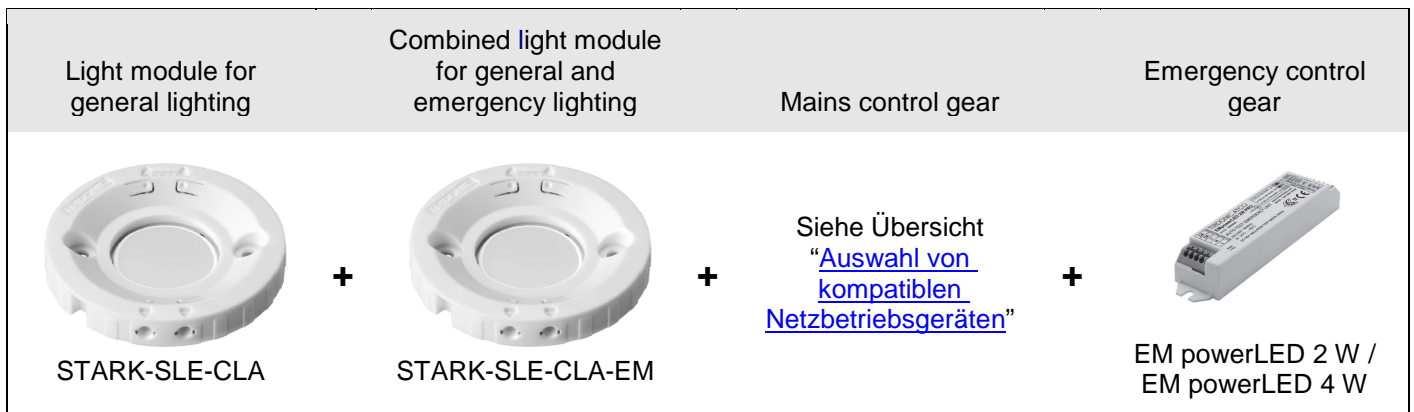 Light module for
general lighting
Combined light module
for general and
emergency lighting
Mains control gear
Emergency control
gear
STARK-SLE-CLA
+
STARK-SLE-CLA-EM
+
Siehe Übersicht
“Auswahl von
kompatiblen
Netzbetriebsgeräten”
+
EM powerLED 2 W /
EM powerLED 4 W